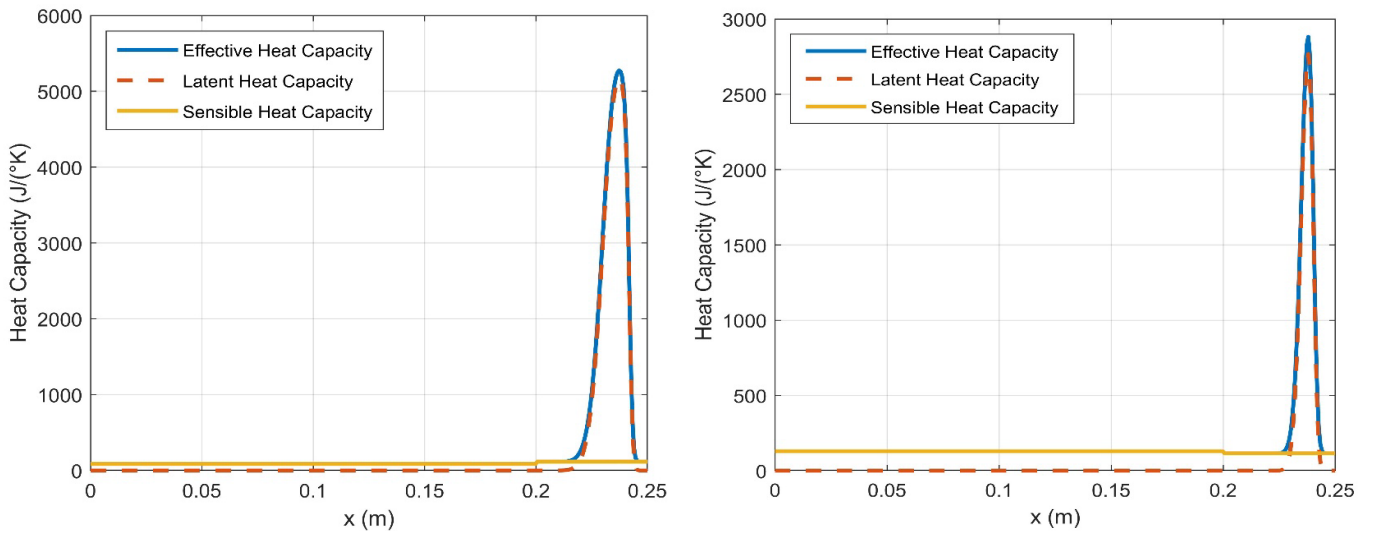 6000
5000
4000
3000
2000
1000
0
Heat Capacity (J/(°K)
Effective Heat Capacity
Latent Heat Capacity
Sensible Heat Capacity
0 0.05 0.1 0.15 0.2 0.25
x (m)
3000
2500
2000
1500
1000
500
0
Heat Capacity (J/(°K)
Effective Heat Capacity
Latent Heat Capacity
Sensible Heat Capacity
0 0.05 0.1 0.15 0.2 0.25
x (m)